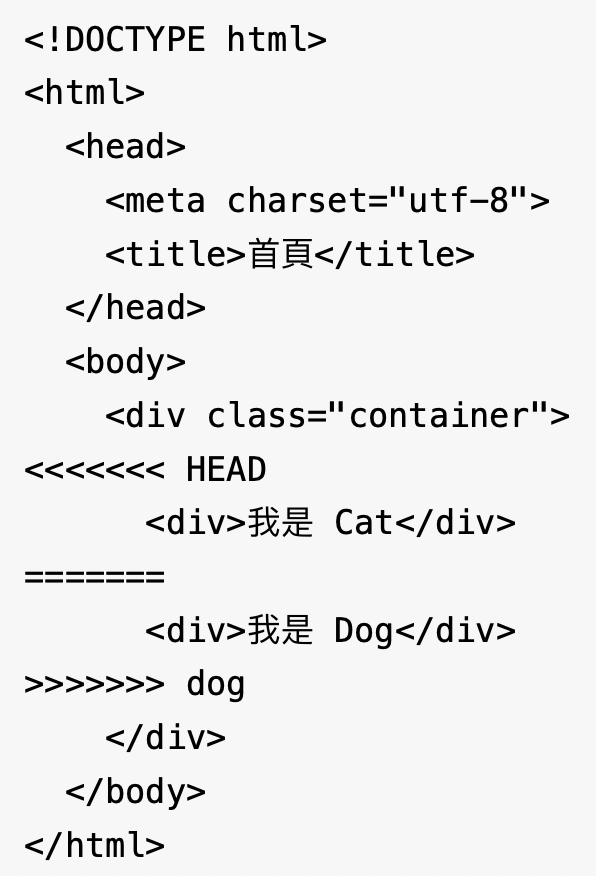 <!DOCTYPE html>
<html>
  <head>
    <meta charset="utf-8">
    <title>首頁</title>
  </head>
  <body>
    <div class="container">
<<<<<<< HEAD
      <div>我是 Cat</div>
=======
      <div>我是 Dog</div>
>>>>>>> dog
    </div>
  </body>
</html>